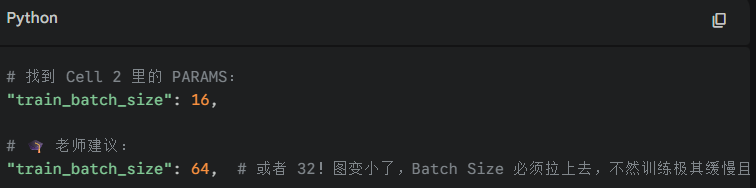 Python
# 找到 Cell 2 里的 PARAMS:
"train_batch_size": 16,
# 🎓 老师建议:
"train_batch_size": 64,  # 或者 32! 图变小了, Batch Size 必须拉上去, 不然训练极其缓慢且